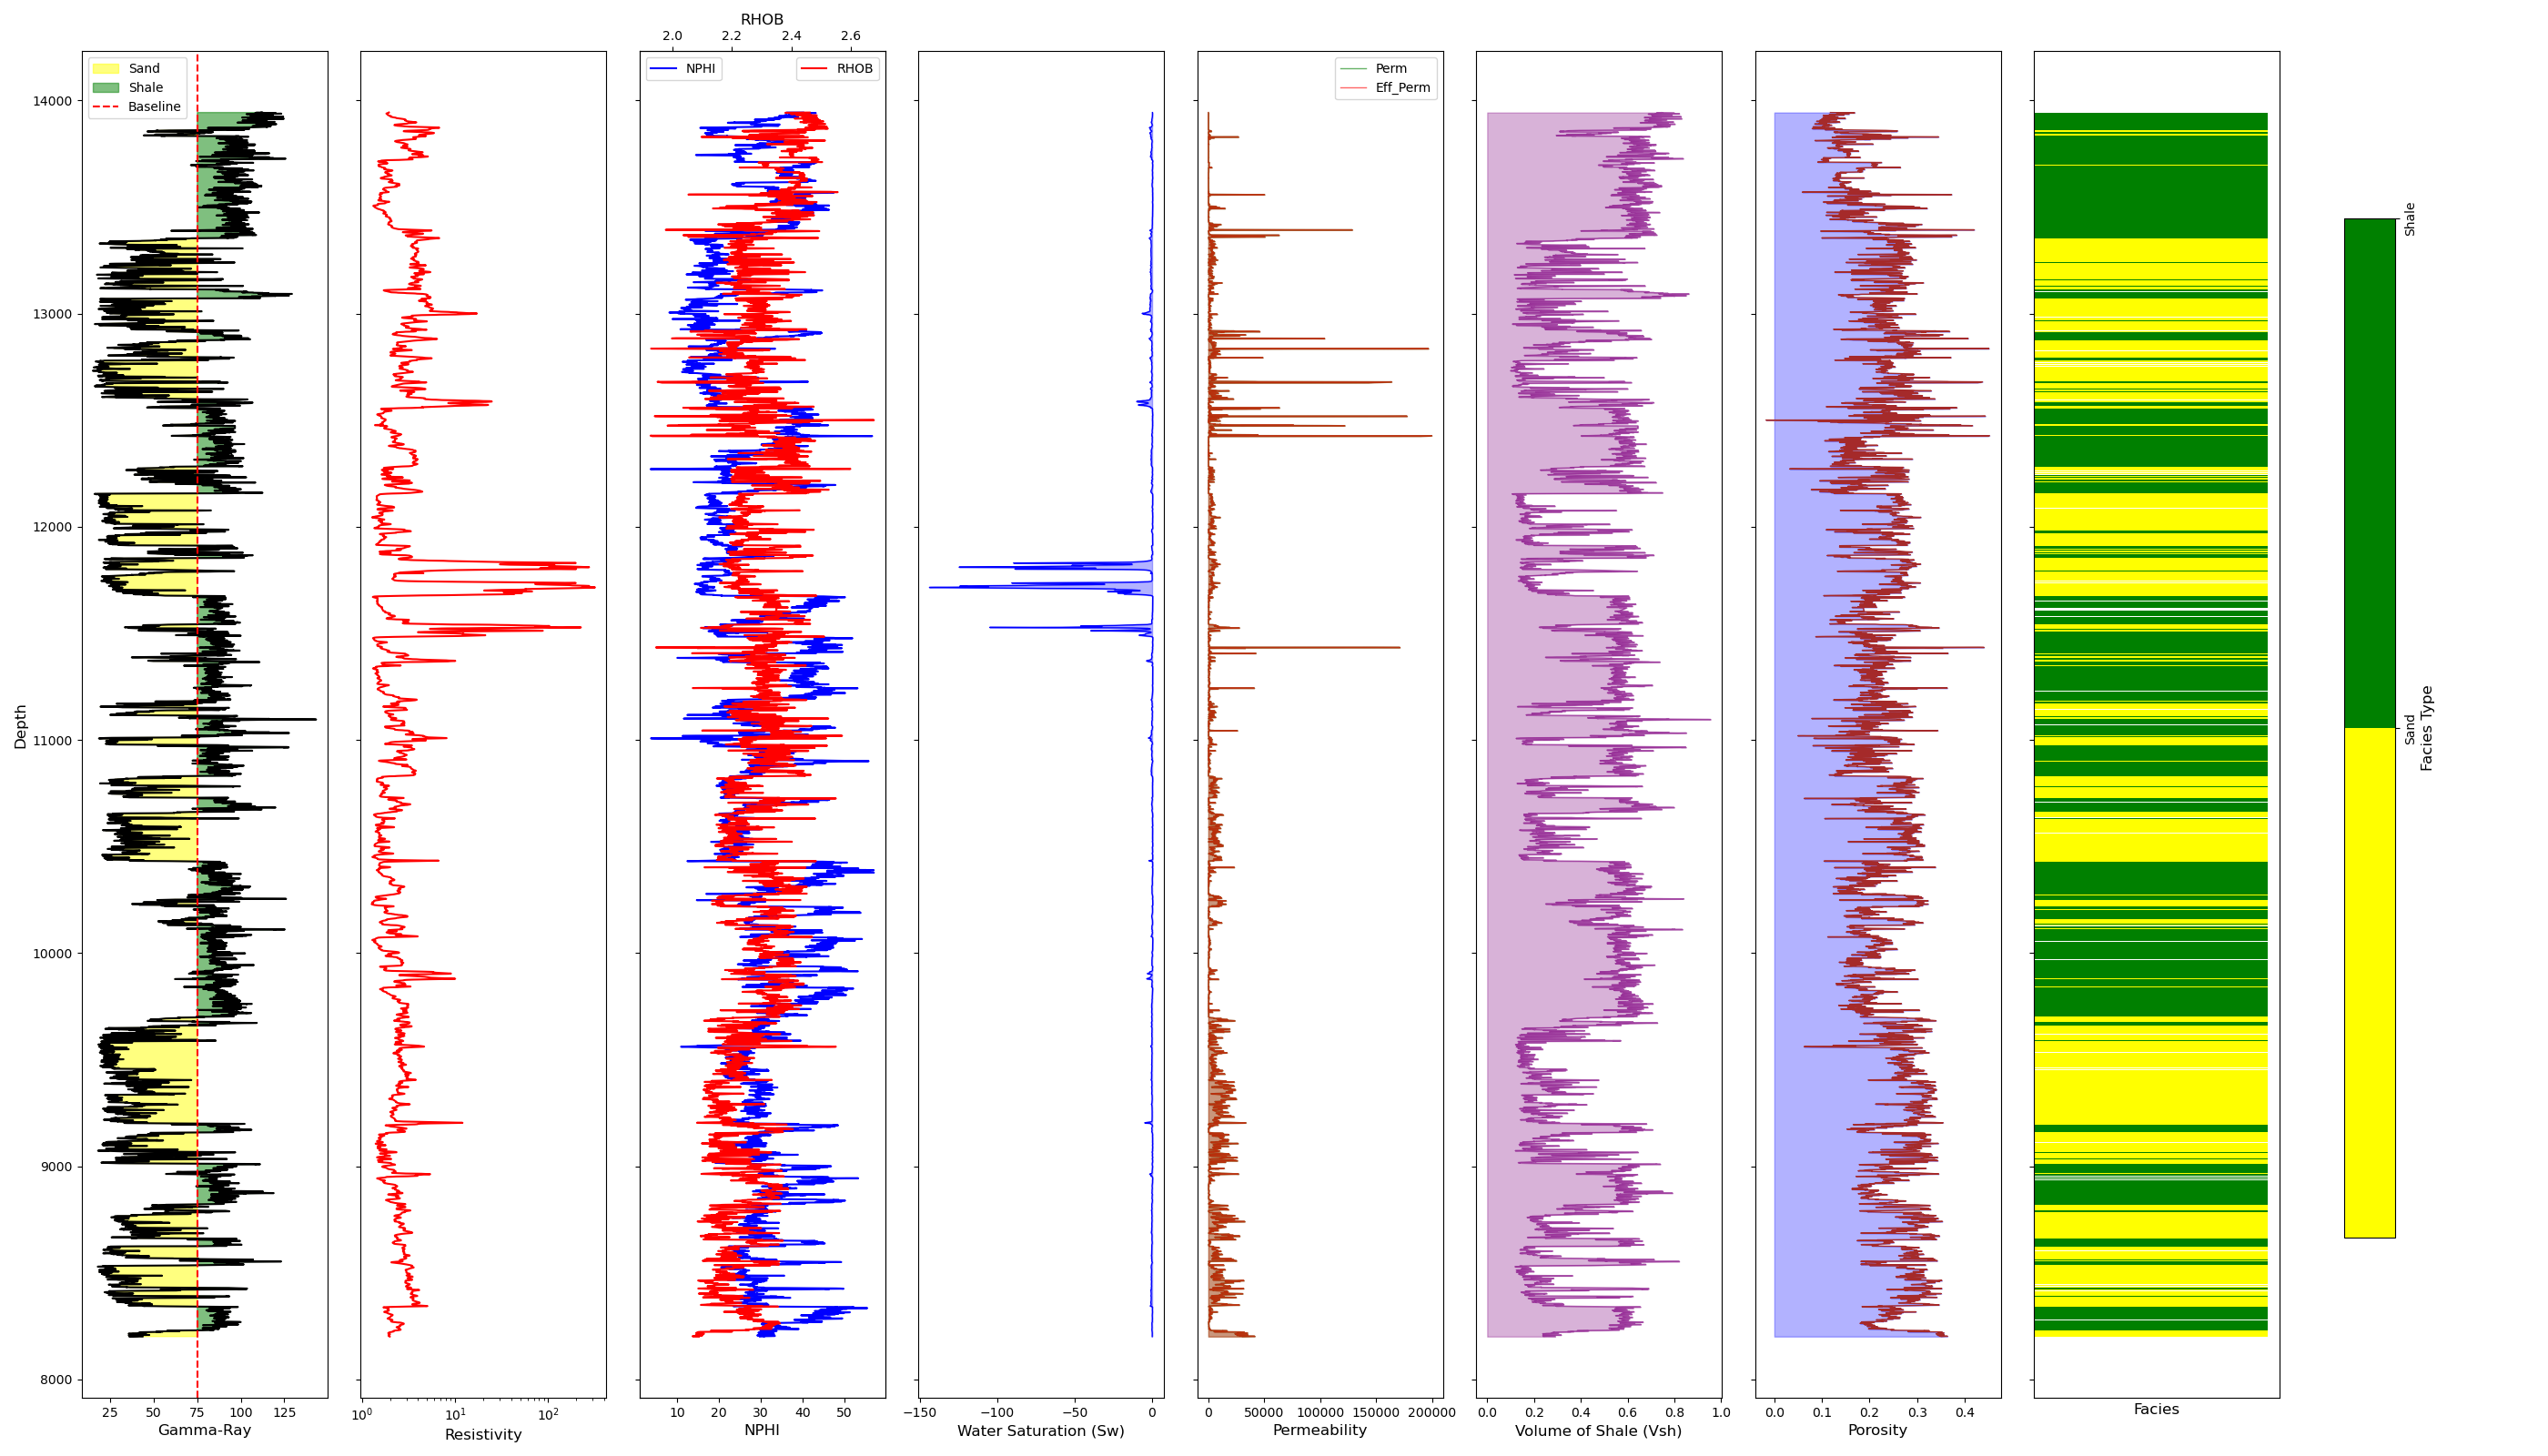 RHOB
2.0 2.2 2.4 2.6
Sand
Shale
Baseline
NPHI
RHOB
Perm
Eff_Perm
14000
13000
12000
11000
10000
9000
8000
Depth
25 50 75 100 125
Gamma-Ray
10⁰ 10¹ 10²
Resistivity
10 20 30 40 50
NPHI
−150 −100 −50 0
Water Saturation (Sw)
0 50000 100000 150000 200000
Permeability
0.0 0.2 0.4 0.6 0.8 1.0
Volume of Shale (Vsh)
0.0 0.1 0.2 0.3 0.4
Porosity
Facies
Shale
Sand
Facies Type